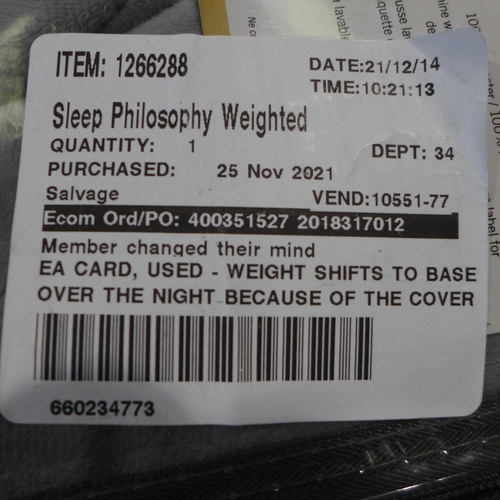 ITEM: 1266288
DATE:21/12/14
TIME:10:21:13
Sleep Philosophy Weighted
QUANTITY: 1
DEPT: 34
PURCHASED: 25 Nov 2021
Salvage
VEND:10551-77
Ecom Ord/PO: 400351527 2018317012
Member changed their mind
EA CARD, USED - WEIGHT SHIFTS TO BASE
OVER THE NIGHT BECAUSE OF THE COVER
660234773